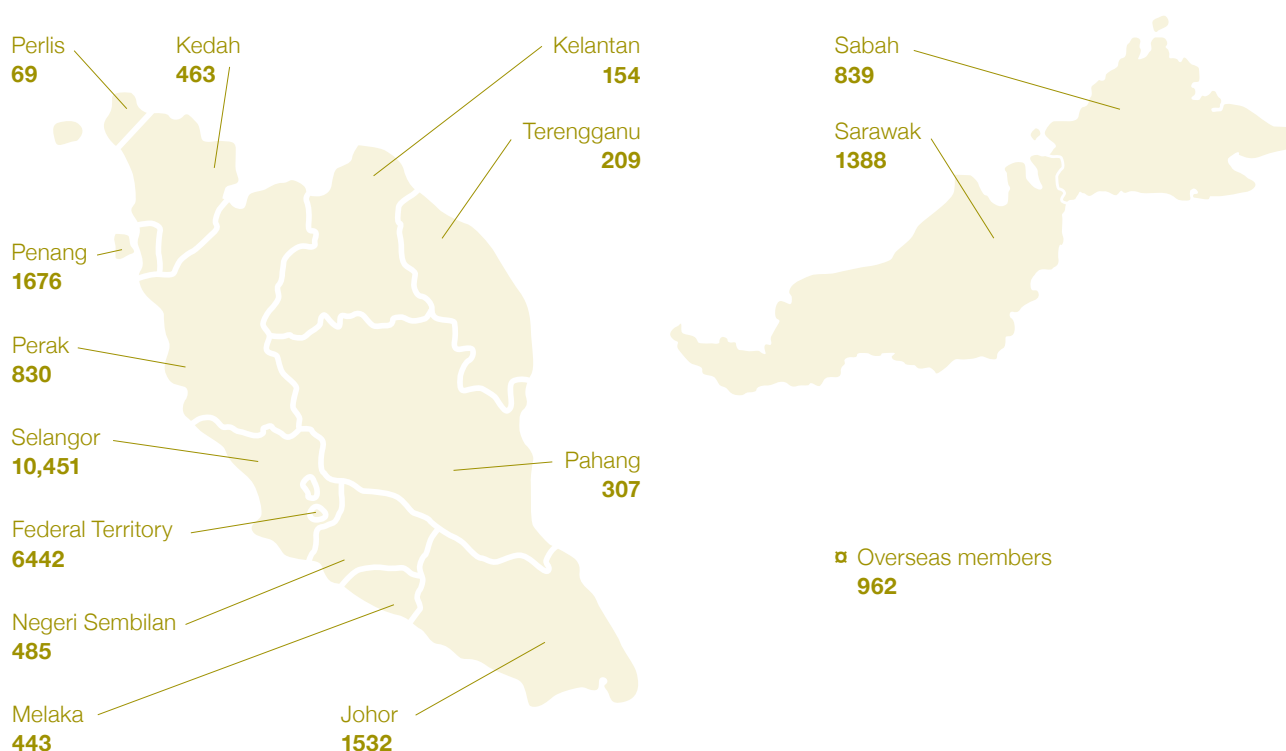 Perlis
69
Kedah
463
Kelantan
154
Terengganu
209
Penang
1676
Perak
830
Selangor
10,451
Federal Territory
6442
Negeri Sembilan
485
Melaka
443
Johor
1532
Pahang
307
Sabah
839
Sarawak
1388
¤ Overseas members
962